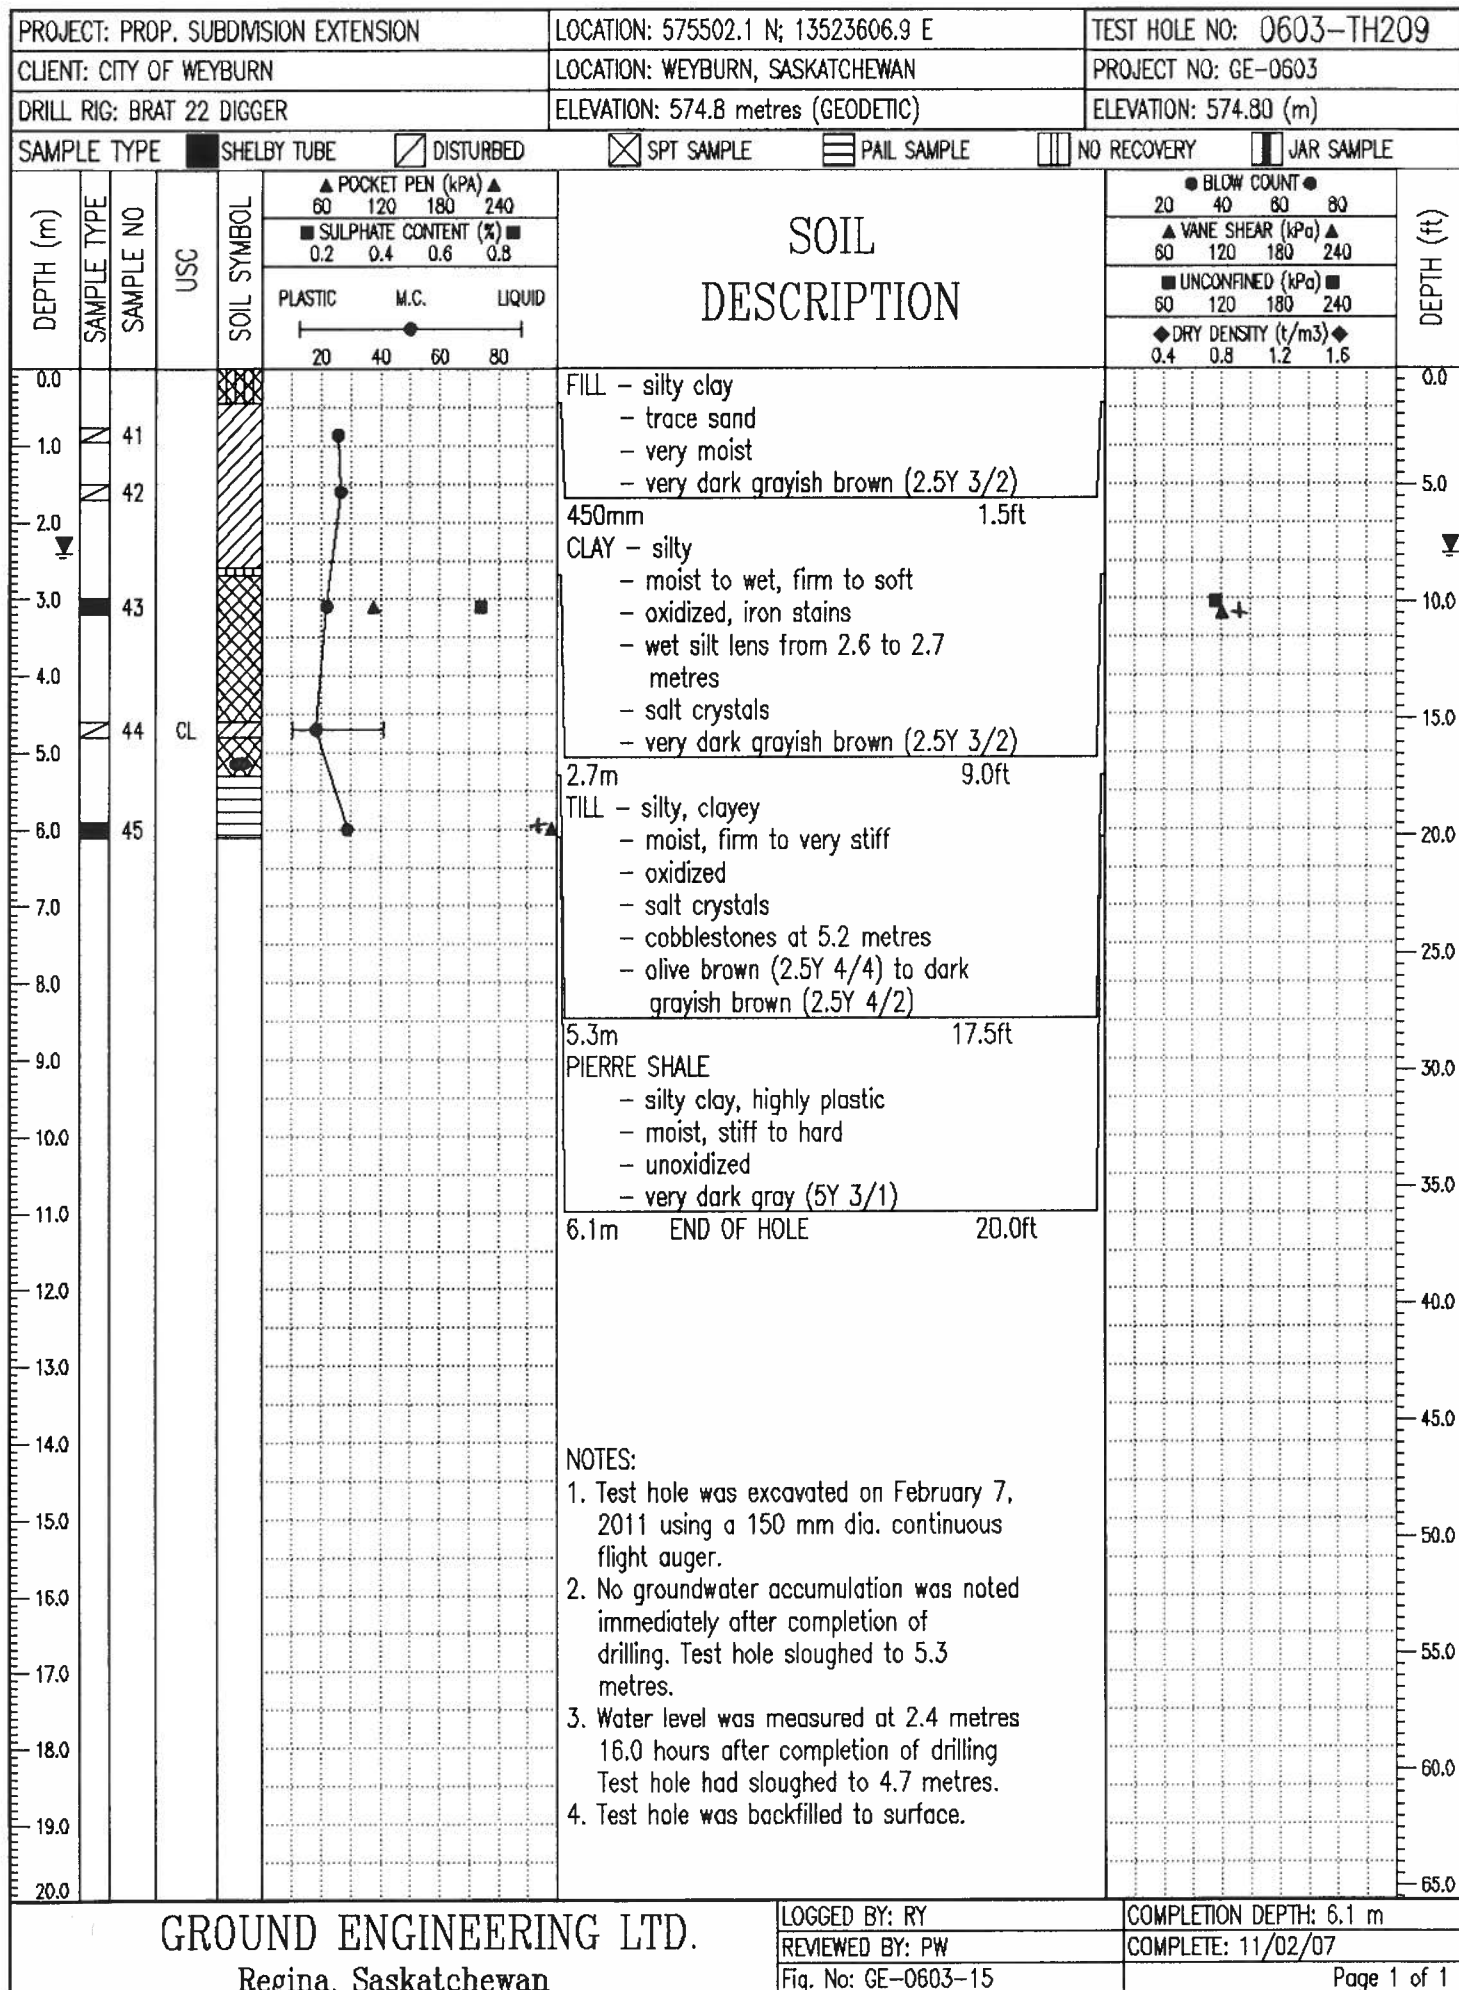 PROJECT: PROP. SUBDIVISION EXTENSION
LOCATION: 575502.1 N; 13523606.9 E
TEST HOLE NO: 0603-TH209
CLIENT: CITY OF WEYBURN
LOCATION: WEYBURN, SASKATCHEWAN
PROJECT NO: GE-0603
DRILL RIG: BRAT 22 DIGGER
ELEVATION: 574.8 metres (GEODETIC)
ELEVATION: 574.80 (m)
SAMPLE TYPE SHELBY TUBE DISTURBED SPT SAMPLE PAIL SAMPLE NO RECOVERY JAR SAMPLE
DEPTH (m)
SAMPLE TYPE
SAMPLE NO
USC
SOIL SYMBOL
▲ POCKET PEN (kPA) ▲
60 120 180 240
■ SULPHATE CONTENT (%) ■
0.2 0.4 0.6 0.8
PLASTIC M.C. LIQUID
20 40 60 80
SOIL
DESCRIPTION
● BLOW COUNT ●
20 40 60 80
▲ VANE SHEAR (kPa) ▲
60 120 180 240
■ UNCONFINED (kPa) ■
60 120 180 240
◆ DRY DENSITY (t/m3) ◆
0.4 0.8 1.2 1.6
DEPTH (ft)
0.0
1.0
2.0
3.0
4.0
5.0
6.0
7.0
8.0
9.0
10.0
11.0
12.0
13.0
14.0
15.0
16.0
17.0
18.0
19.0
20.0
41
42
43
44
45
CL
FILL - silty clay
- trace sand
- very moist
- very dark grayish brown (2.5Y 3/2)
450mm 1.5ft
CLAY - silty
- moist to wet, firm to soft
- oxidized, iron stains
- wet silt lens from 2.6 to 2.7
metres
- salt crystals
- very dark grayish brown (2.5Y 3/2)
2.7m 9.0ft
TILL - silty, clayey
- moist, firm to very stiff
- oxidized
- salt crystals
- cobblestones at 5.2 metres
- olive brown (2.5Y 4/4) to dark
grayish brown (2.5Y 4/2)
5.3m 17.5ft
PIERRE SHALE
- silty clay, highly plastic
- moist, stiff to hard
- unoxidized
- very dark gray (5Y 3/1)
6.1m END OF HOLE 20.0ft
NOTES:
1. Test hole was excavated on February 7,
2011 using a 150 mm dia. continuous
flight auger.
2. No groundwater accumulation was noted
immediately after completion of
drilling. Test hole sloughed to 5.3
metres.
3. Water level was measured at 2.4 metres
16.0 hours after completion of drilling
Test hole had sloughed to 4.7 metres.
4. Test hole was backfilled to surface.
0.0
5.0
10.0
15.0
20.0
25.0
30.0
35.0
40.0
45.0
50.0
55.0
60.0
65.0
GROUND ENGINEERING LTD.
Regina, Saskatchewan
LOGGED BY: RY
COMPLETION DEPTH: 6.1 m
REVIEWED BY: PW
COMPLETE: 11/02/07
Fig. No: GE-0603-15
Page 1 of 1